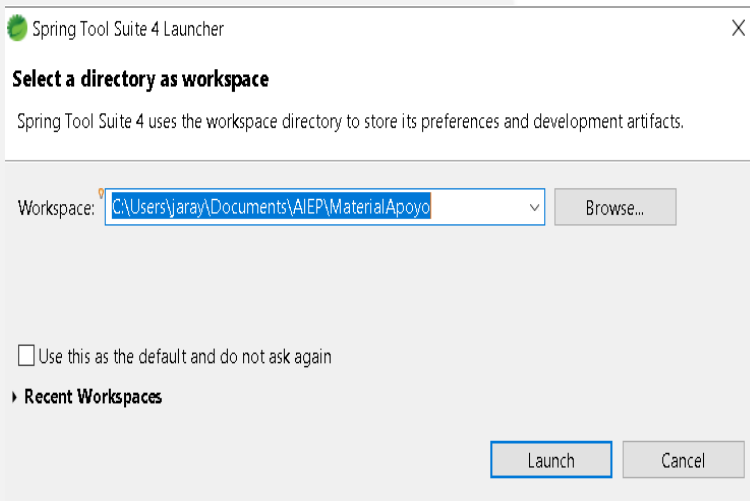 Spring Tool Suite 4 Launcher
Select a directory as workspace
Spring Tool Suite 4 uses the workspace directory to store its preferences and development artifacts.
Workspace: C:\Users\jaray\Documents\AIEP\MaterialApoyo Browse...
Use this as the default and do not ask again
Recent Workspaces
Launch Cancel